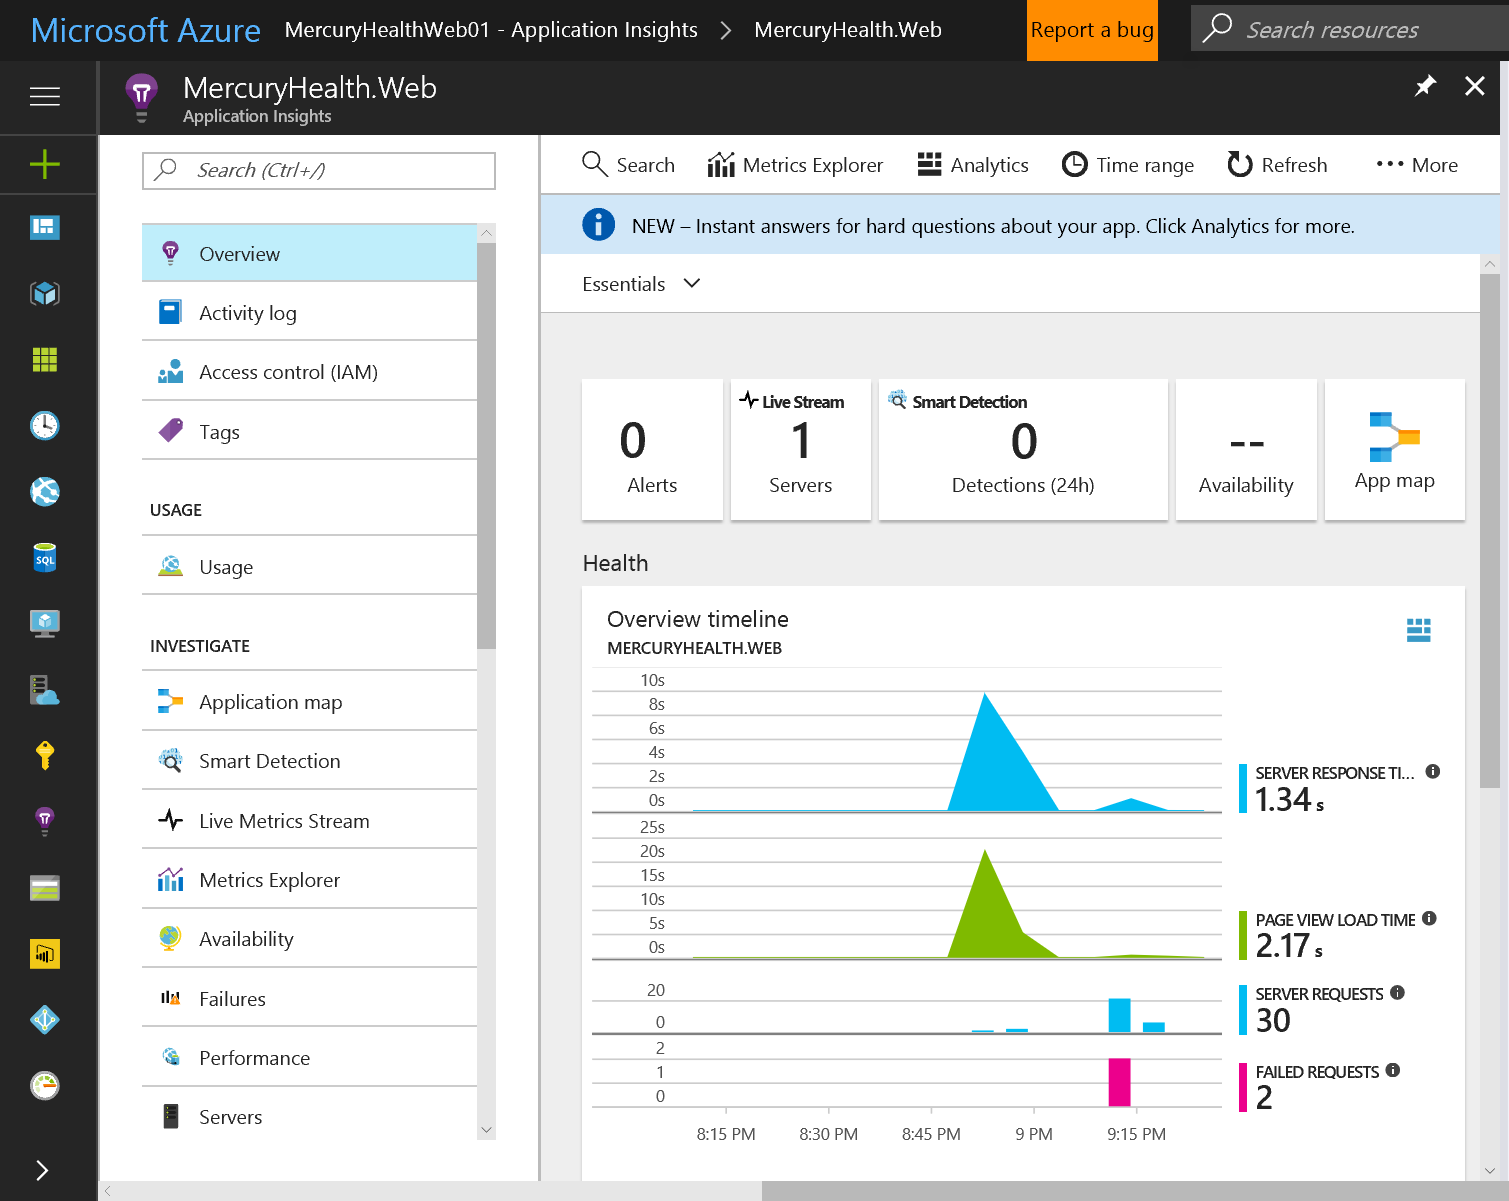 Microsoft Azure MercuryHealthWeb01 - Application Insights MercuryHealth.Web Report a bug Search resources
MercuryHealth.Web
Application Insights
Search (Ctrl+/)
Overview
Activity log
Access control (IAM)
Tags
USAGE
Usage
INVESTIGATE
Application map
Smart Detection
Live Metrics Stream
Metrics Explorer
Availability
Failures
Performance
Servers
SQL
Search Metrics Explorer Analytics Time range Refresh More
NEW – Instant answers for hard questions about your app. Click Analytics for more.
Essentials
0
Alerts
Live Stream
1
Servers
Smart Detection
0
Detections (24h)
--
Availability
App map
Health
Overview timeline
MERCURYHEALTH.WEB
10s
8s
6s
4s
2s
0s
SERVER RESPONSE TI...
1.34 s
25s
20s
15s
10s
5s
0s
PAGE VIEW LOAD TIME
2.17 s
20
0
SERVER REQUESTS
30
2
1
0
FAILED REQUESTS
2
8:15 PM 8:30 PM 8:45 PM 9 PM 9:15 PM